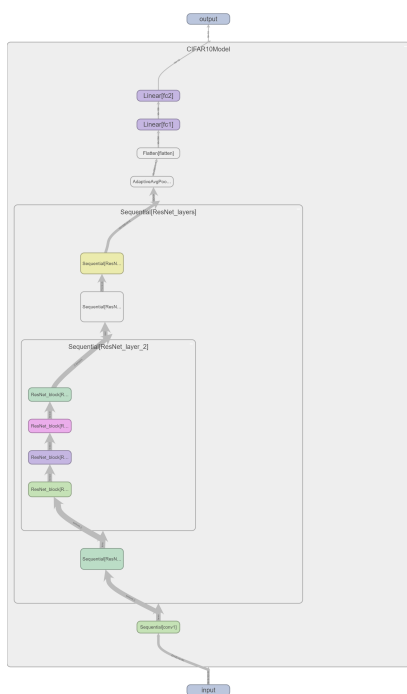 output
CIFAR10Model
Linear[fc2]
Linear[fc1]
Flatten[flatten]
AdaptiveAvgPoo...
Sequential[ResNet_layers]
Sequential[ResN...
Sequential[ResN...
Sequential[ResNet_layer_2]
ResNet_block[R...
ResNet_block[R...
ResNet_block[R...
ResNet_block[R...
Sequential[ResN...
Sequential[conv1]
input